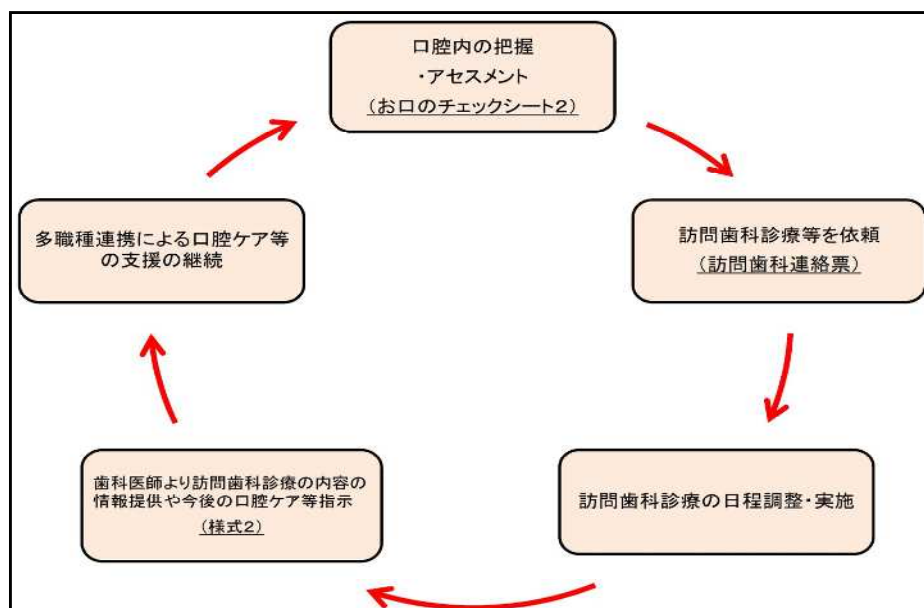 口腔内の把握
・アセスメント
(お口のチェックシート2)
訪問歯科診療等を依頼
(訪問歯科連絡票)
訪問歯科診療の日程調整・実施
歯科医師より訪問歯科診療の内容の
情報提供や今後の口腔ケア等指示
(様式2)
多職種連携による口腔ケア等
の支援の継続